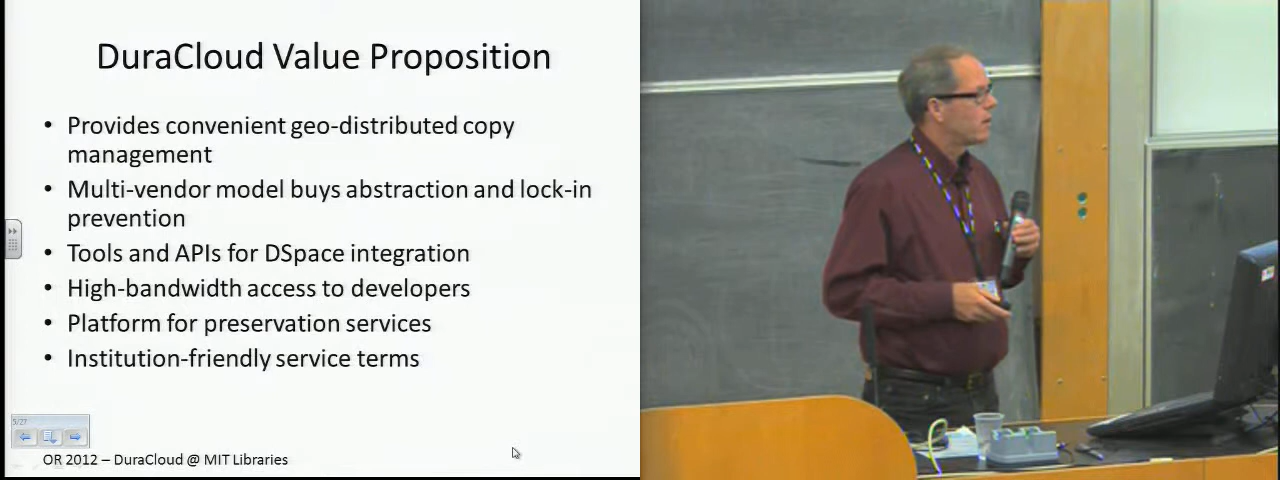 DuraCloud Value Proposition
• Provides convenient geo-distributed copy
management
• Multi-vendor model buys abstraction and lock-in
prevention
• Tools and APIs for DSpace integration
• High-bandwidth access to developers
• Platform for preservation services
• Institution-friendly service terms
5/27
OR 2012 – DuraCloud @ MIT Libraries